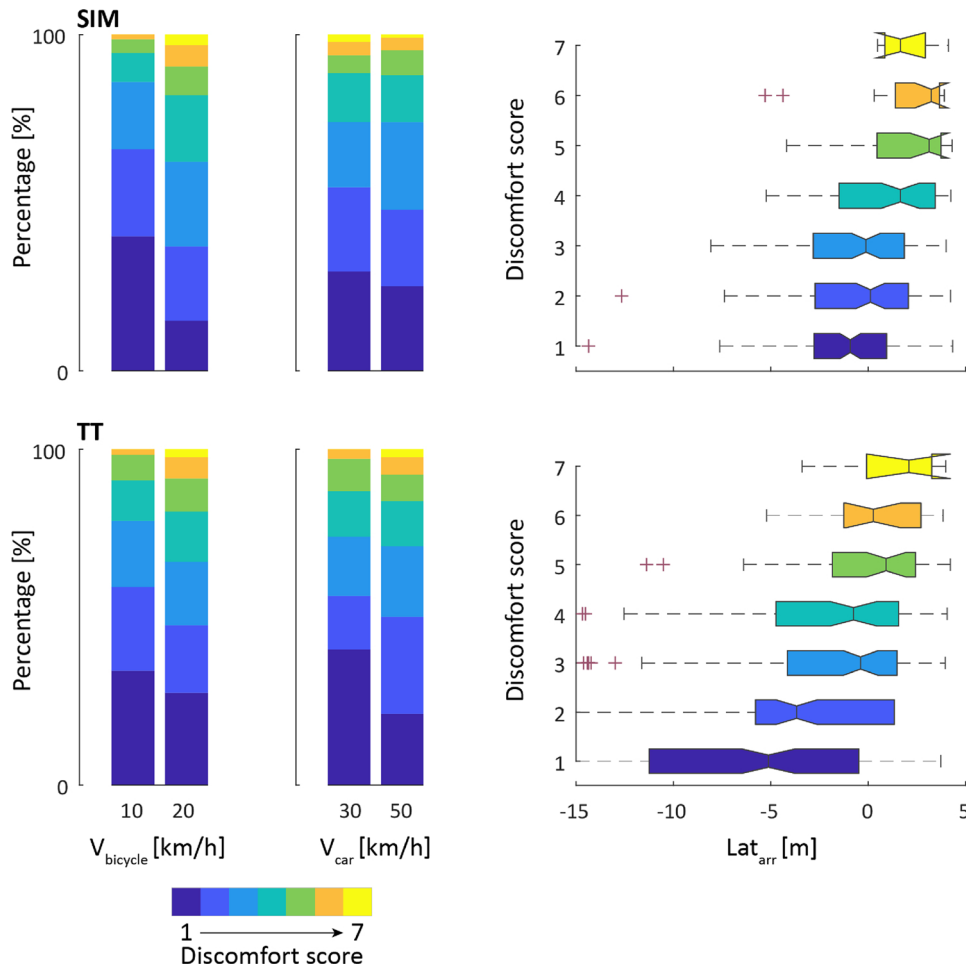 SIM
100
Percentage [%]
0
Discomfort score
7
6
5
4
3
2
1
TT
100
Percentage [%]
0
10 20
V_bicycle [km/h]
30 50
V_car [km/h]
Discomfort score
7
6
5
4
3
2
1
-15 -10 -5 0 5
Lat_arr [m]
1 7
Discomfort score